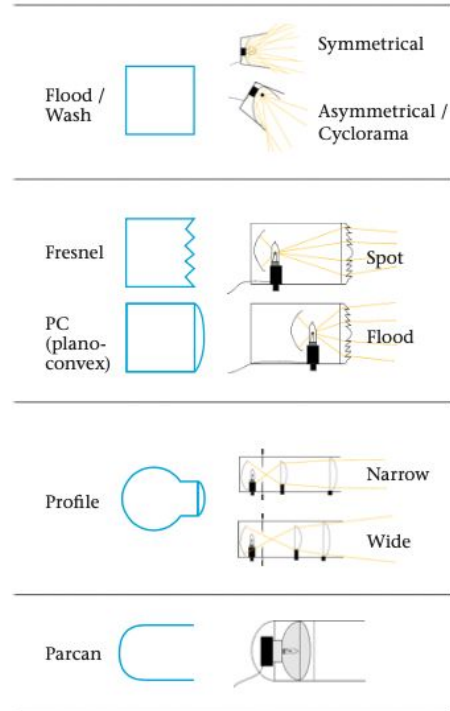 Flood /
Wash
Symmetrical
Asymmetrical /
Cyclorama
Fresnel
Spot
PC
(plano-
convex)
Flood
Profile
Narrow
Wide
Parcan